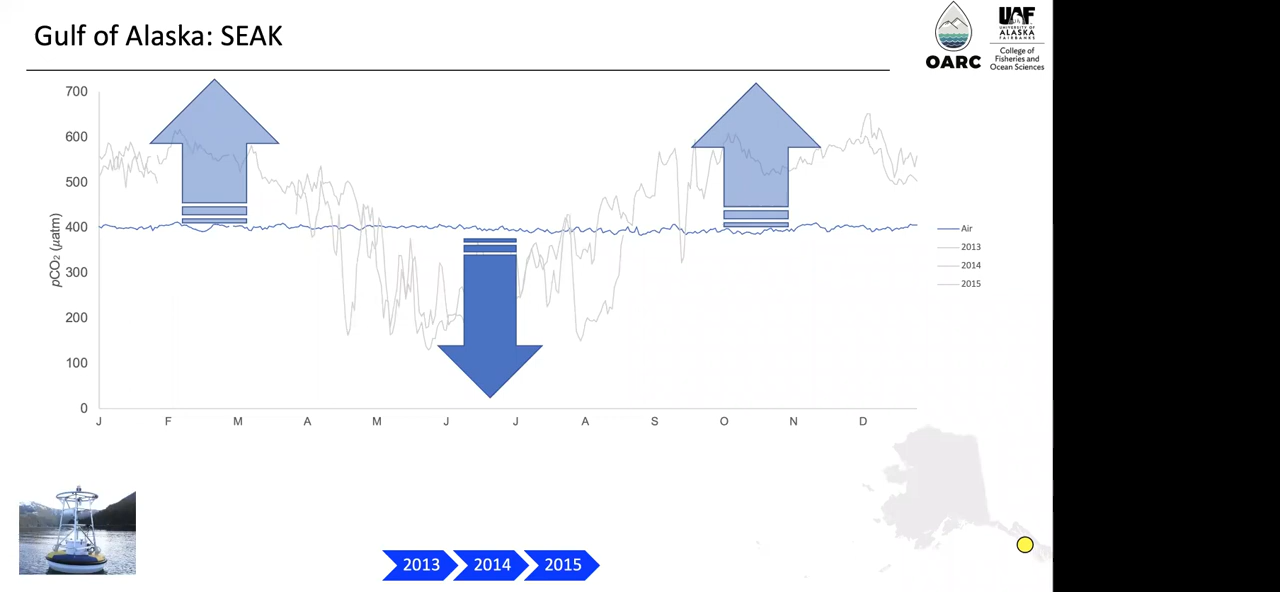 Gulf of Alaska: SEAK
OARC
UAF
UNIVERSITY OF
ALASKA
FAIRBANKS
College of
Fisheries and
Ocean Sciences
700
600
500
400
300
200
100
0
pCO₂ (µatm)
J F M A M J J A S O N D
Air
2013
2014
2015
2013 2014 2015